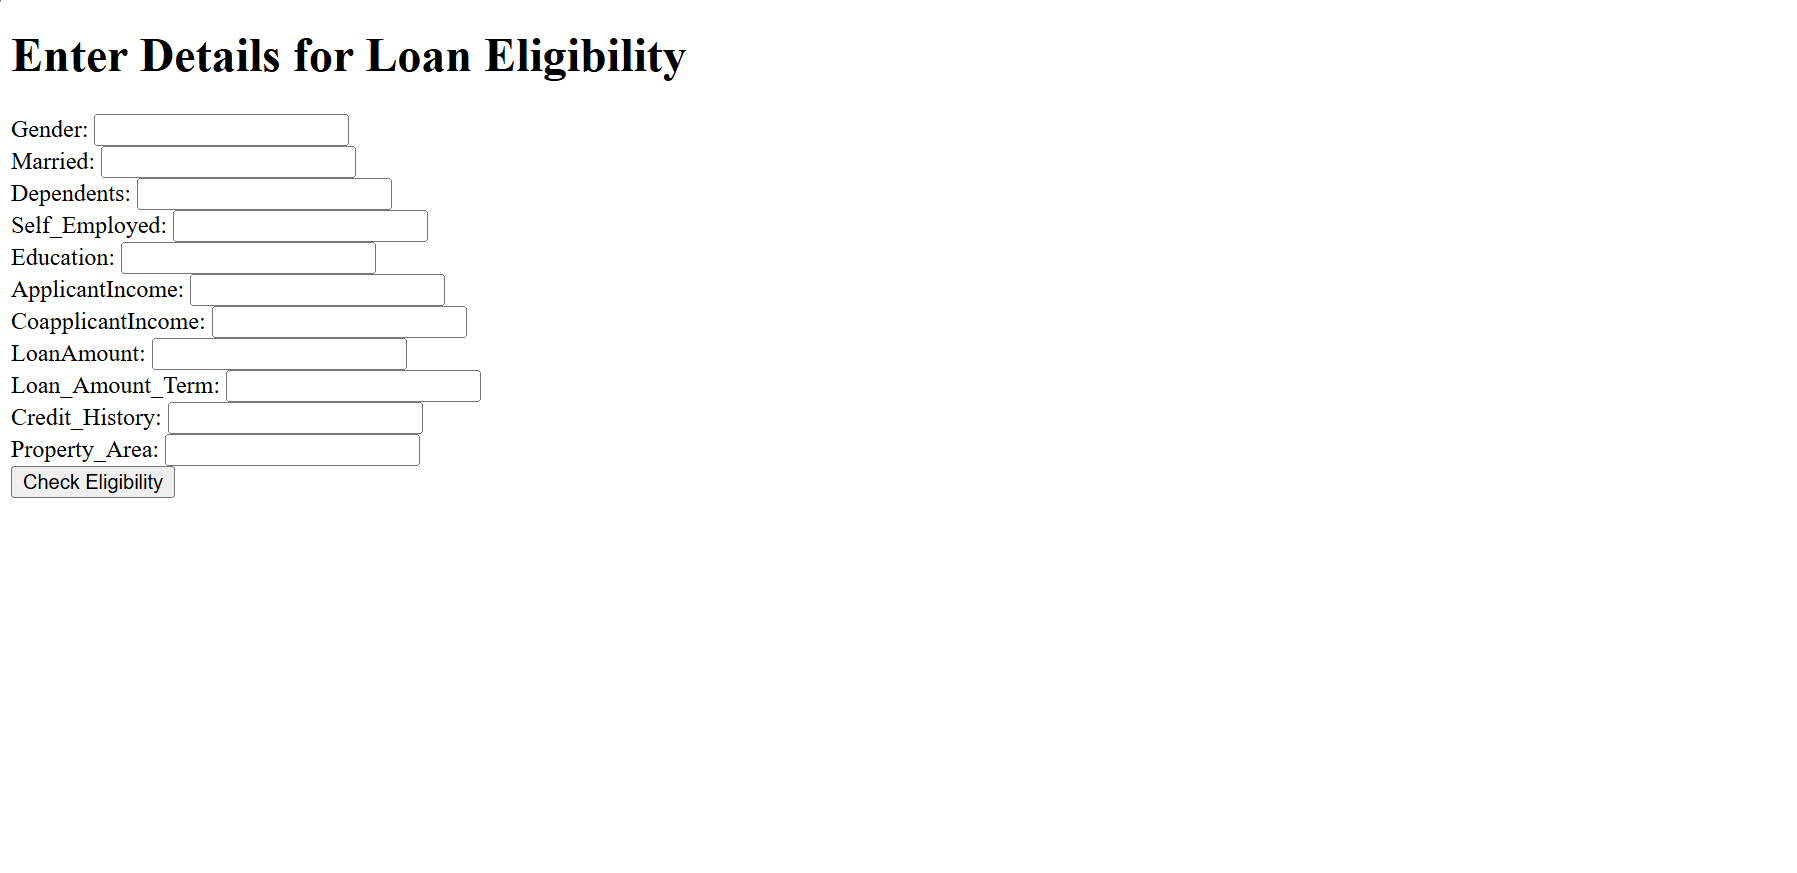 Enter Details for Loan Eligibility
Gender:
Married:
Dependents:
Self_Employed:
Education:
ApplicantIncome:
CoapplicantIncome:
LoanAmount:
Loan_Amount_Term:
Credit_History:
Property_Area:
Check Eligibility